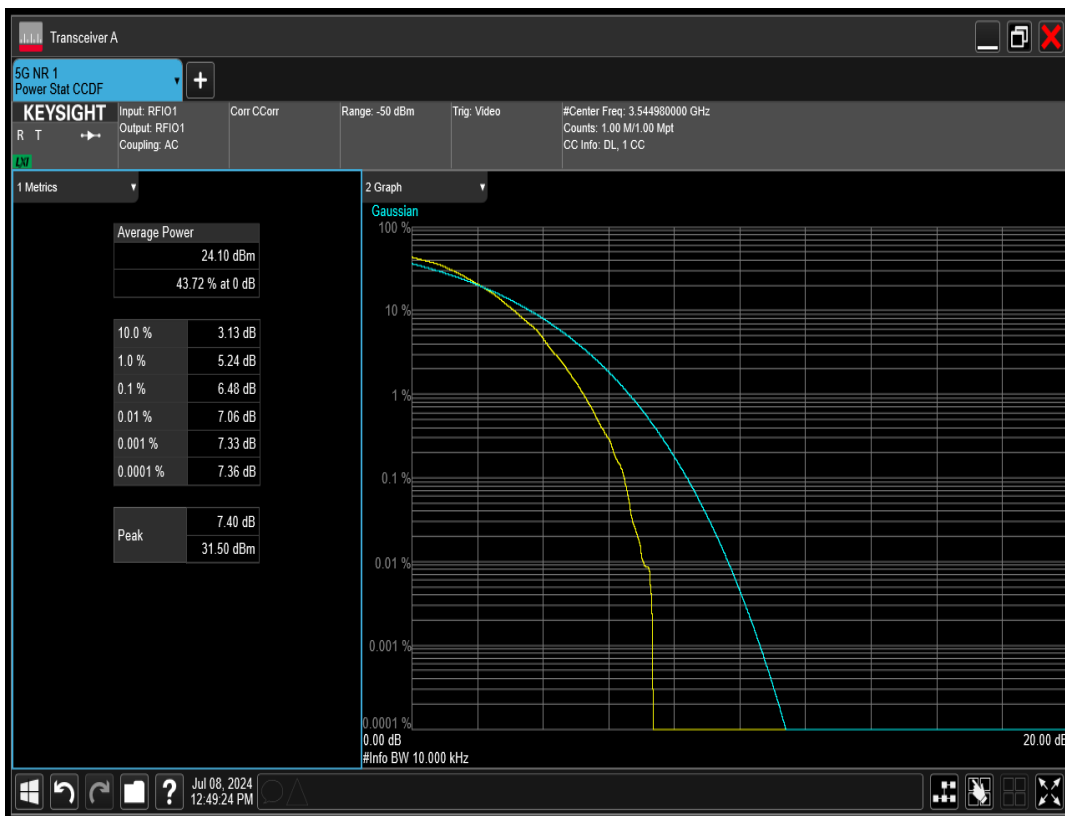 Transceiver A
5G NR 1
Power Stat CCDF
+
KEYSIGHT
R T
LXI
Input: RFIO1
Output: RFIO1
Coupling: AC
Corr CCorr
Range: -50 dBm
Trig: Video
#Center Freq: 3.544980000 GHz
Counts: 1.00 M/1.00 Mpt
CC Info: DL, 1 CC
1 Metrics
Average Power
24.10 dBm
43.72 % at 0 dB
10.0 % 3.13 dB
1.0 % 5.24 dB
0.1 % 6.48 dB
0.01 % 7.06 dB
0.001 % 7.33 dB
0.0001 % 7.36 dB
Peak
7.40 dB
31.50 dBm
2 Graph
Gaussian
100 %
10 %
1 %
0.1 %
0.01 %
0.001 %
0.0001 %
0.00 dB 20.00 dB
#Info BW 10.000 kHz
?
Jul 08, 2024
12:49:24 PM